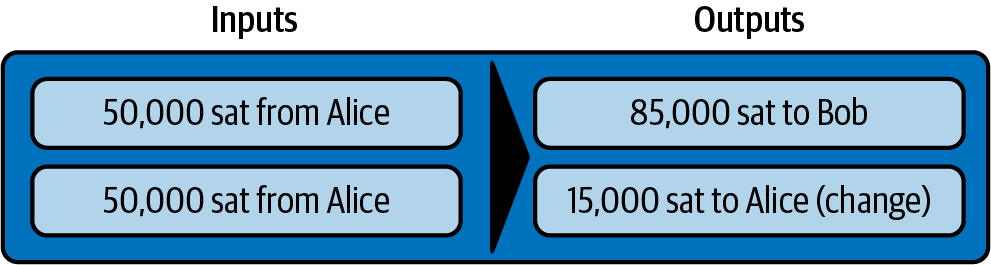 Inputs
Outputs
50,000 sat from Alice
85,000 sat to Bob
50,000 sat from Alice
15,000 sat to Alice (change)